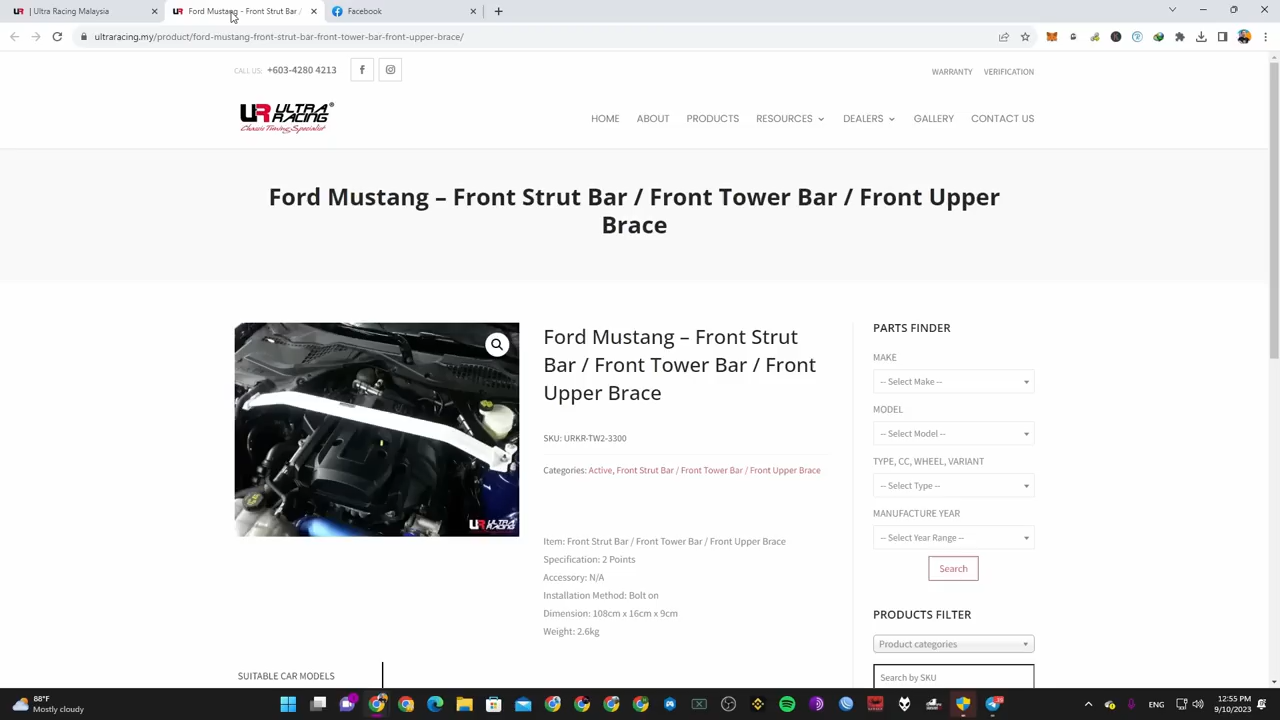 | Ultra Racing Malaysia
Ford Mustang - Front Strut Bar /
Facebook
ultraracing.my/product/ford-mustang-front-strut-bar-front-tower-bar-front-upper-brace/
CALL US: +603-4280 4213
WARRANTY
VERIFICATION
UR ULTRA RACING
Chassis Tuning Specialist
HOME
ABOUT
PRODUCTS
RESOURCES
DEALERS
GALLERY
CONTACT US
Ford Mustang – Front Strut Bar / Front Tower Bar / Front Upper
Brace
Ford Mustang – Front Strut
Bar / Front Tower Bar / Front
Upper Brace
SKU: URKR-TW2-3300
Categories: Active, Front Strut Bar / Front Tower Bar / Front Upper Brace
UR ULTRA RACING
Item: Front Strut Bar / Front Tower Bar / Front Upper Brace
Specification: 2 Points
Accessory: N/A
Installation Method: Bolt on
Dimension: 108cm x 16cm x 9cm
Weight: 2.6kg
SUITABLE CAR MODELS
PARTS FINDER
MAKE
-- Select Make --
MODEL
-- Select Model --
TYPE, CC, WHEEL, VARIANT
-- Select Type --
MANUFACTURE YEAR
-- Select Year Range --
Search
PRODUCTS FILTER
Product categories
Search by SKU
88°F
Mostly cloudy
ENG
12:55 PM
9/10/2023